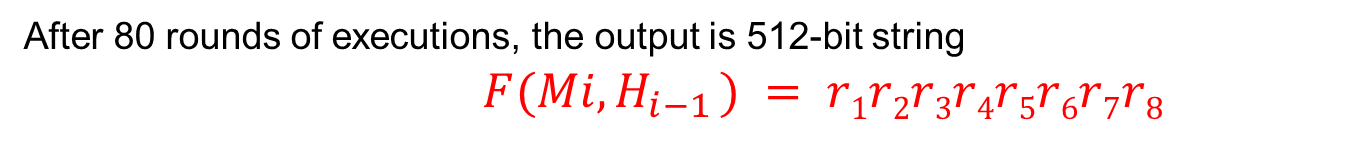 After 80 rounds of executions, the output is 512-bit string
F(Mi, H_{i−1}) = r₁r₂r₃r₄r₅r₆r₇r₈